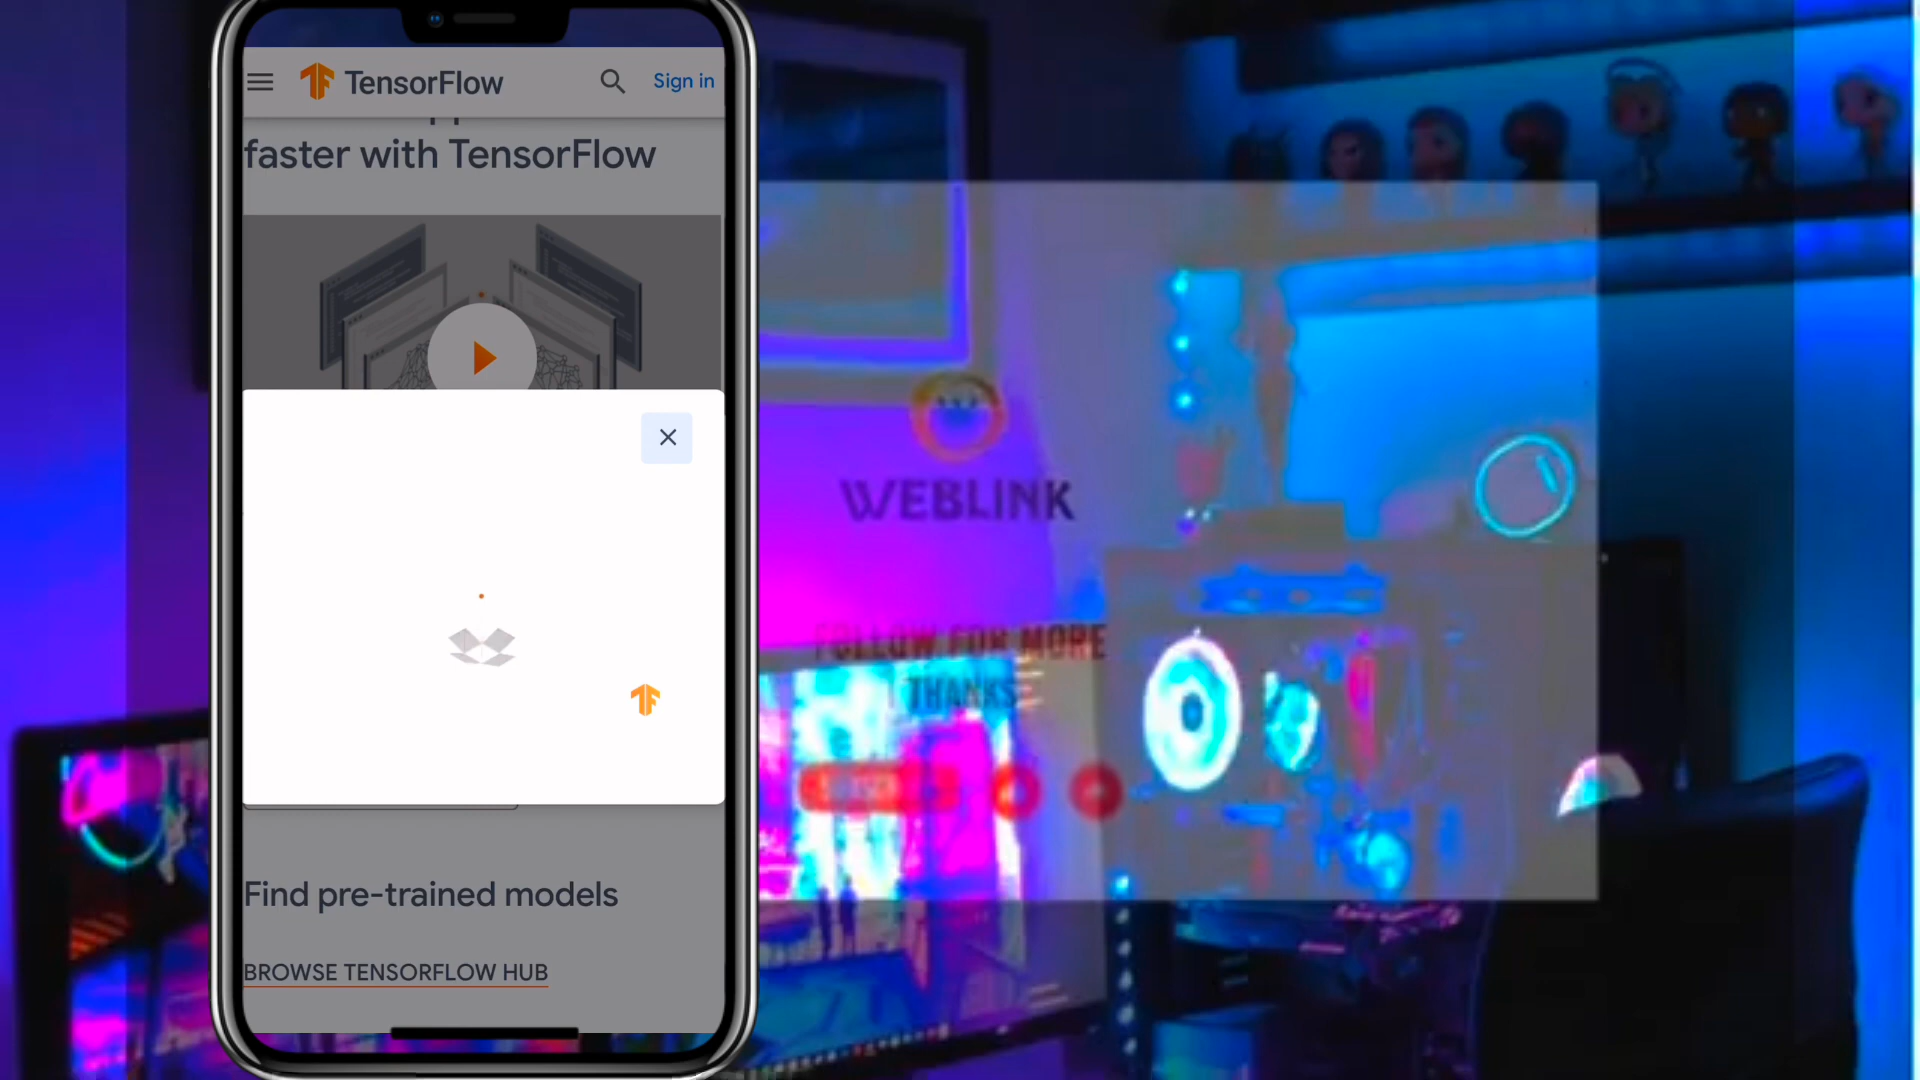 TensorFlow
Sign in
faster with TensorFlow
Find pre-trained models
BROWSE TENSORFLOW HUB
WEBLINK
FOLLOW FOR MORE
THANKS